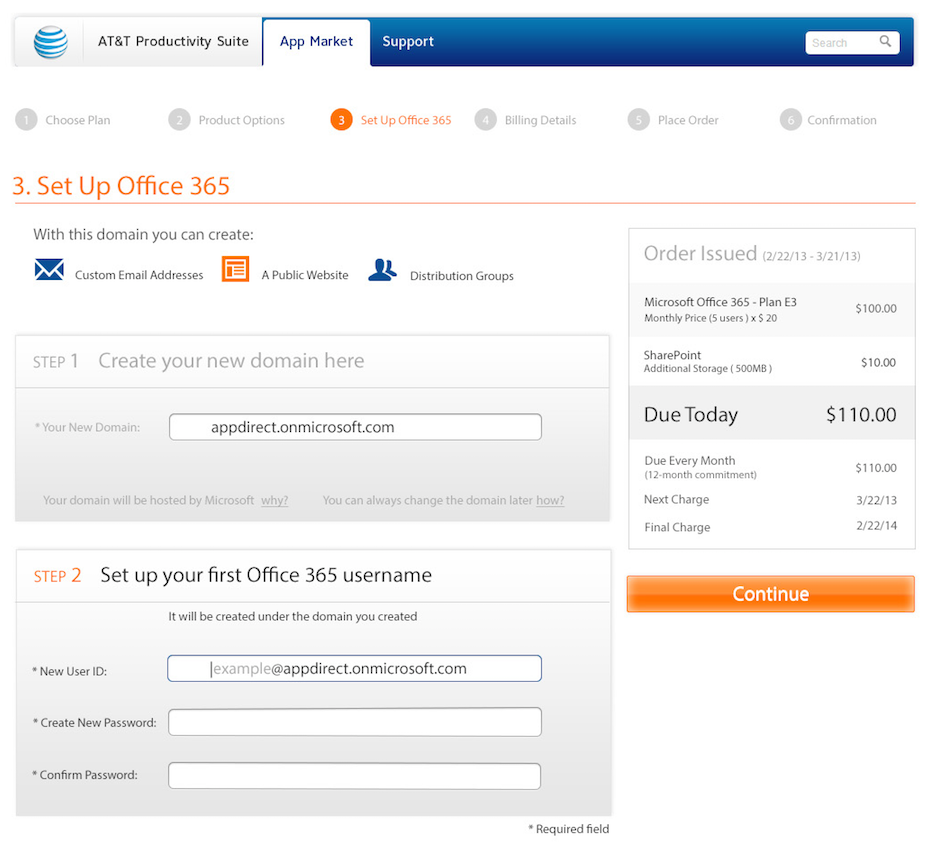 AT&T Productivity Suite
App Market
Support
Search
1 Choose Plan
2 Product Options
3 Set Up Office 365
4 Billing Details
5 Place Order
6 Confirmation
3. Set Up Office 365
With this domain you can create:
Custom Email Addresses
A Public Website
Distribution Groups
STEP 1 Create your new domain here
* Your New Domain: appdirect.onmicrosoft.com
Your domain will be hosted by Microsoft why?
You can always change the domain later how?
STEP 2 Set up your first Office 365 username
It will be created under the domain you created
* New User ID: example@appdirect.onmicrosoft.com
* Create New Password:
* Confirm Password:
* Required field
Order Issued (2/22/13 - 3/21/13)
Microsoft Office 365 - Plan E3
Monthly Price (5 users ) x $ 20
$100.00
SharePoint
Additional Storage ( 500MB )
$10.00
Due Today $110.00
Due Every Month
(12-month commitment)
$110.00
Next Charge 3/22/13
Final Charge 2/22/14
Continue